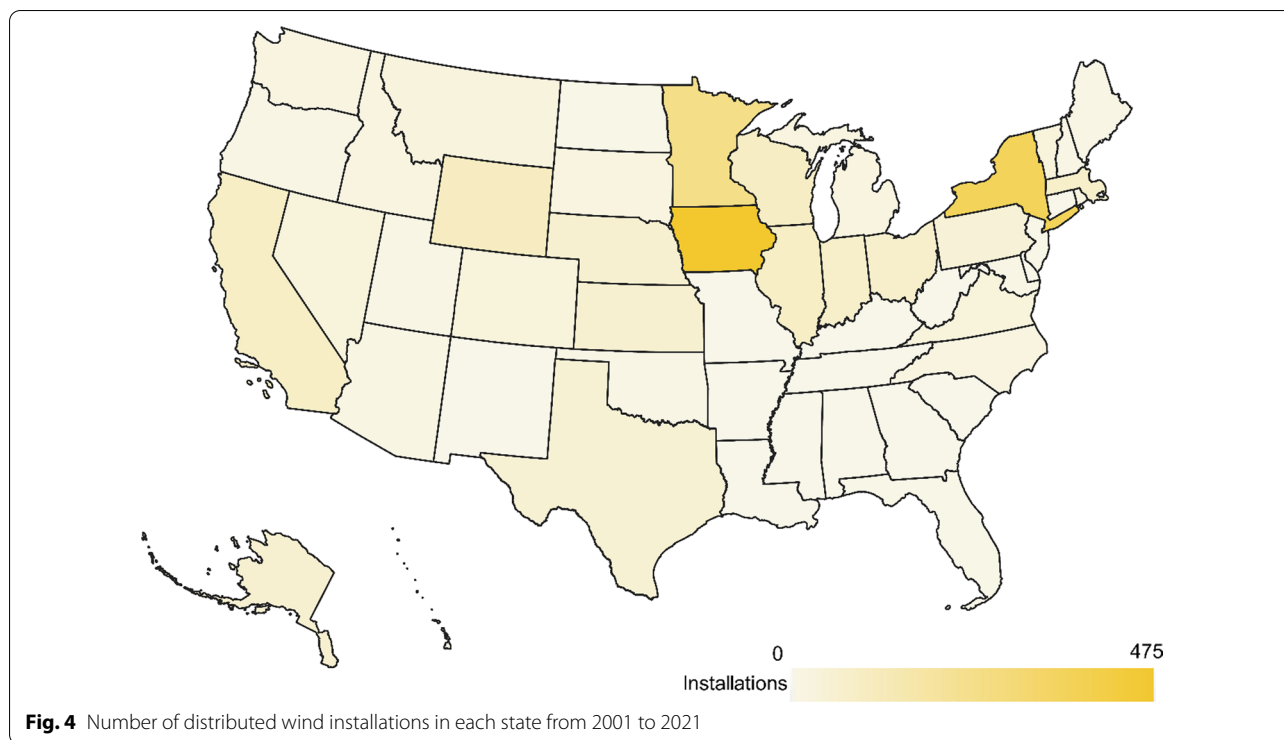 0 475
Installations
Fig. 4 Number of distributed wind installations in each state from 2001 to 2021